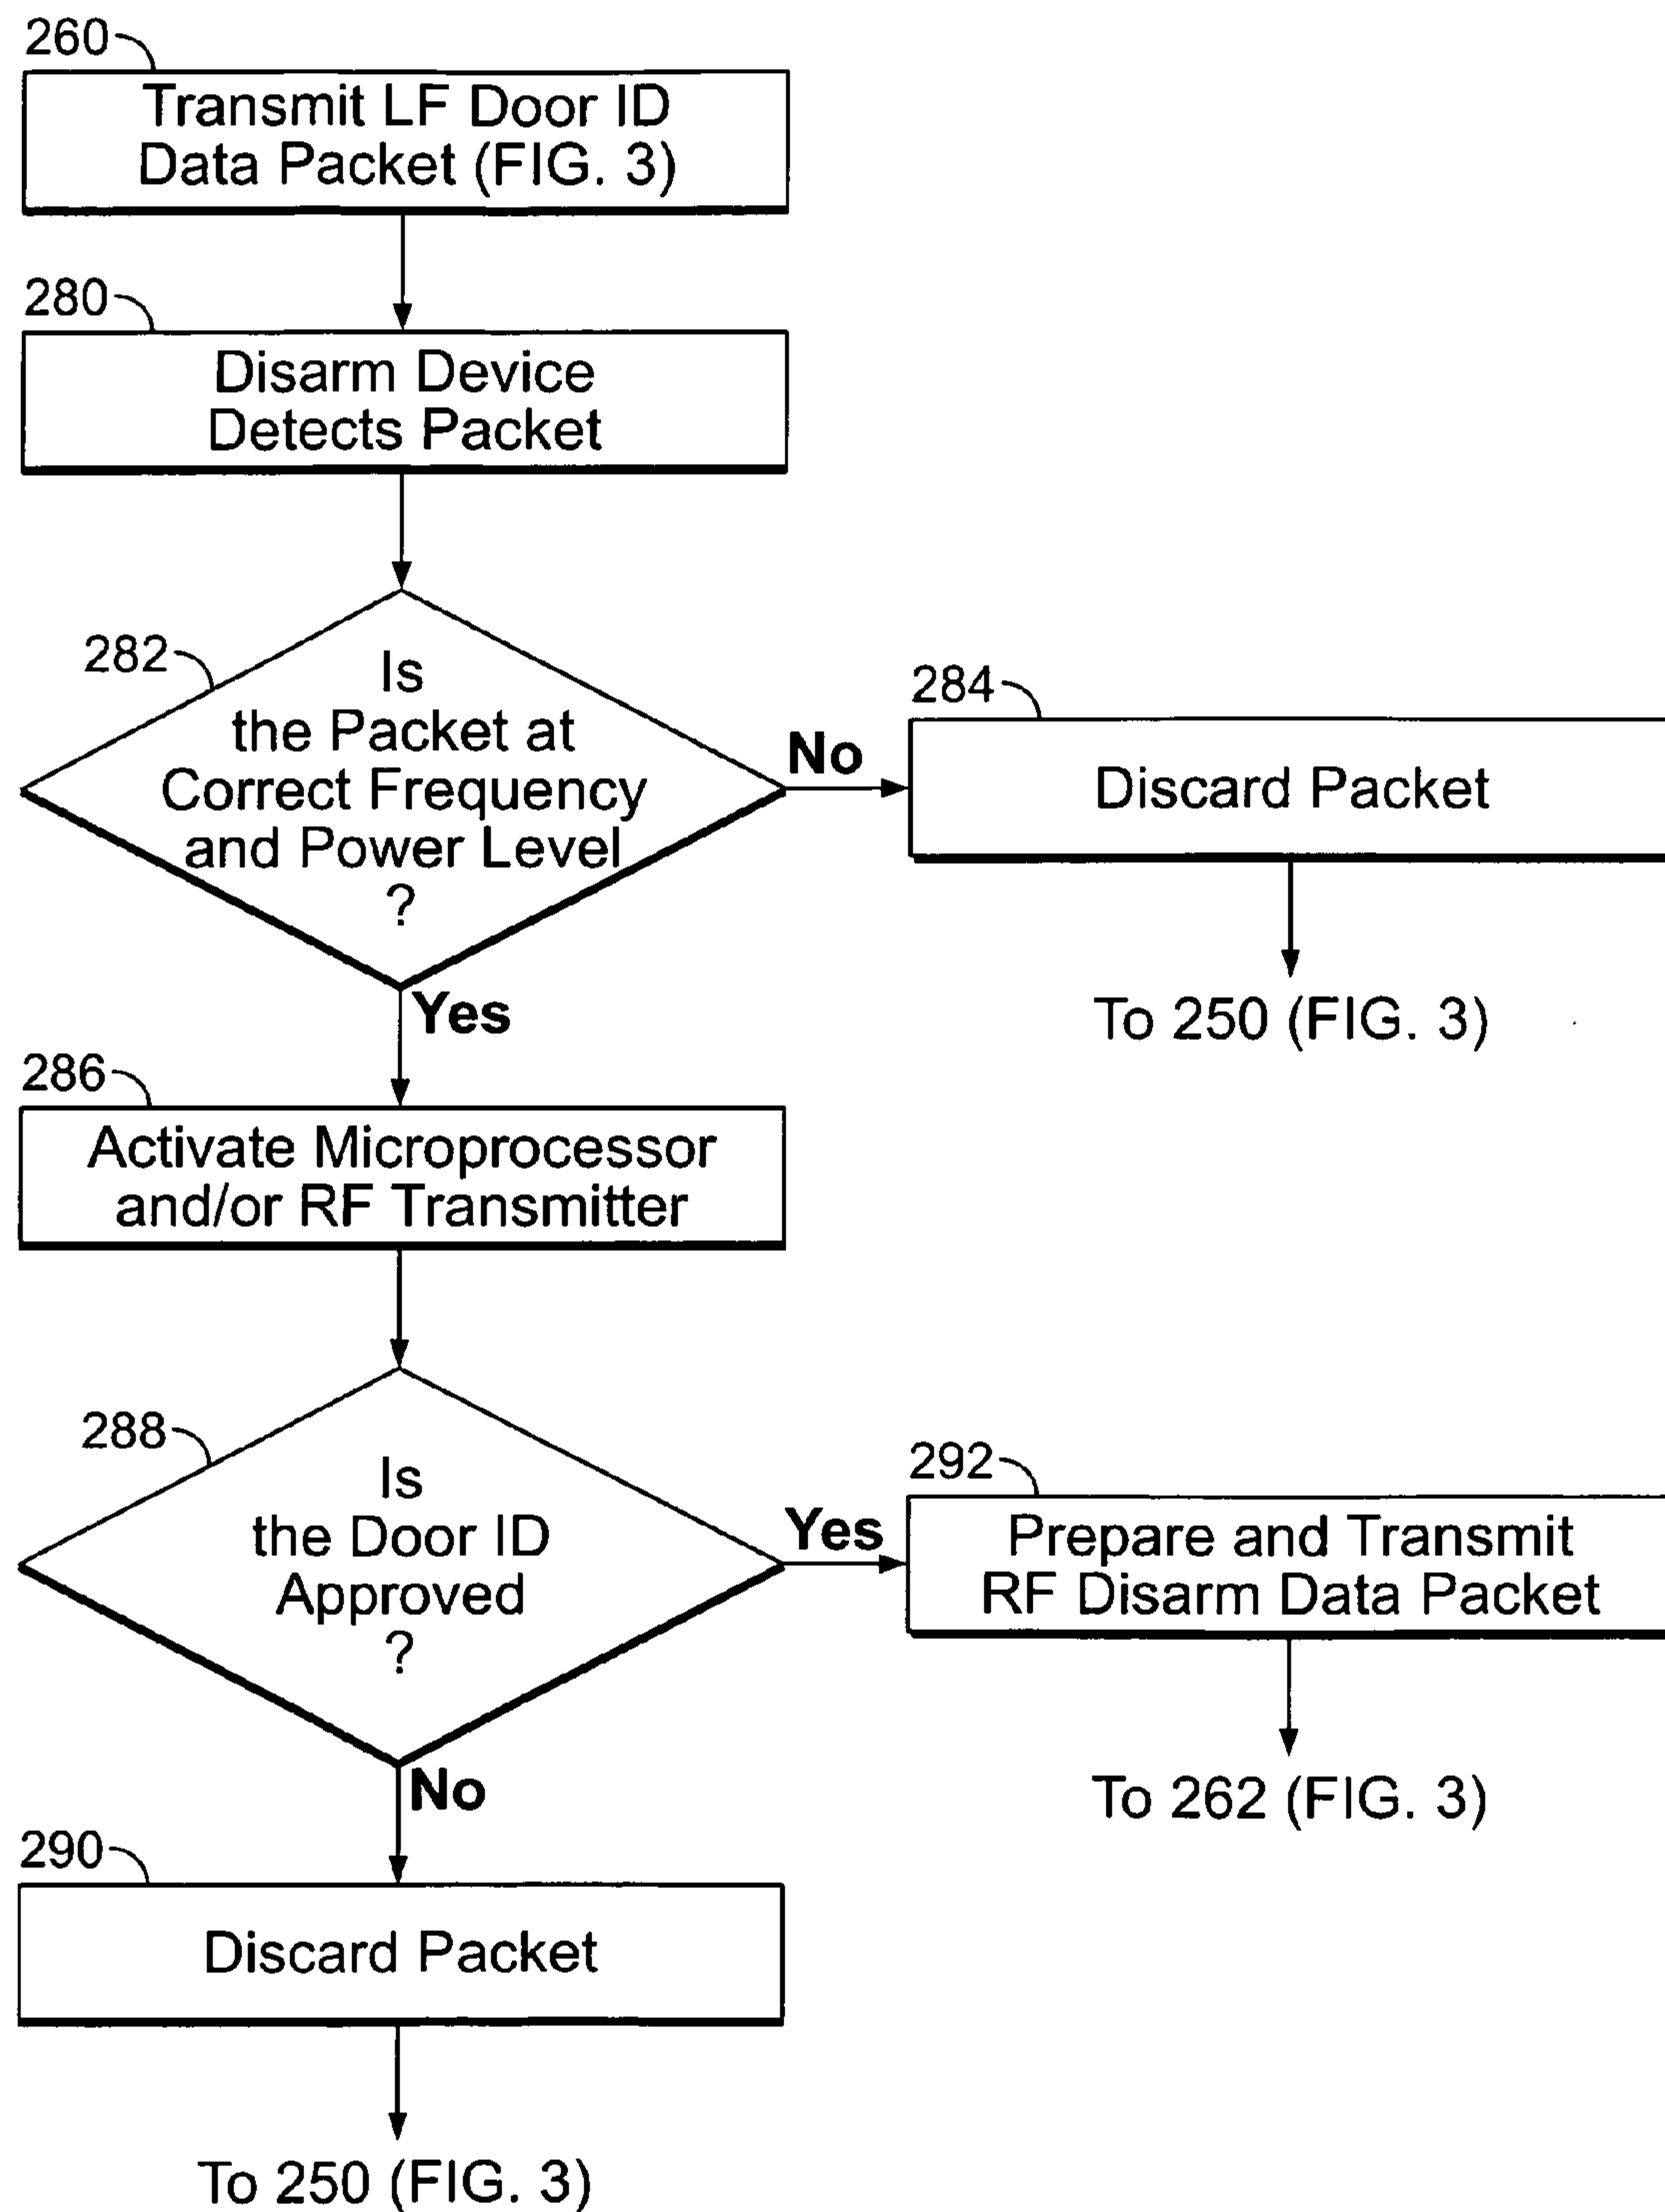 260
Transmit LF Door ID
Data Packet (FIG. 3)
280
Disarm Device
Detects Packet
282
Is
the Packet at
Correct Frequency
and Power Level
?
No
284
Discard Packet
To 250 (FIG. 3)
Yes
286
Activate Microprocessor
and/or RF Transmitter
288
Is
the Door ID
Approved
?
Yes
292
Prepare and Transmit
RF Disarm Data Packet
To 262 (FIG. 3)
No
290
Discard Packet
To 250 (FIG. 3)